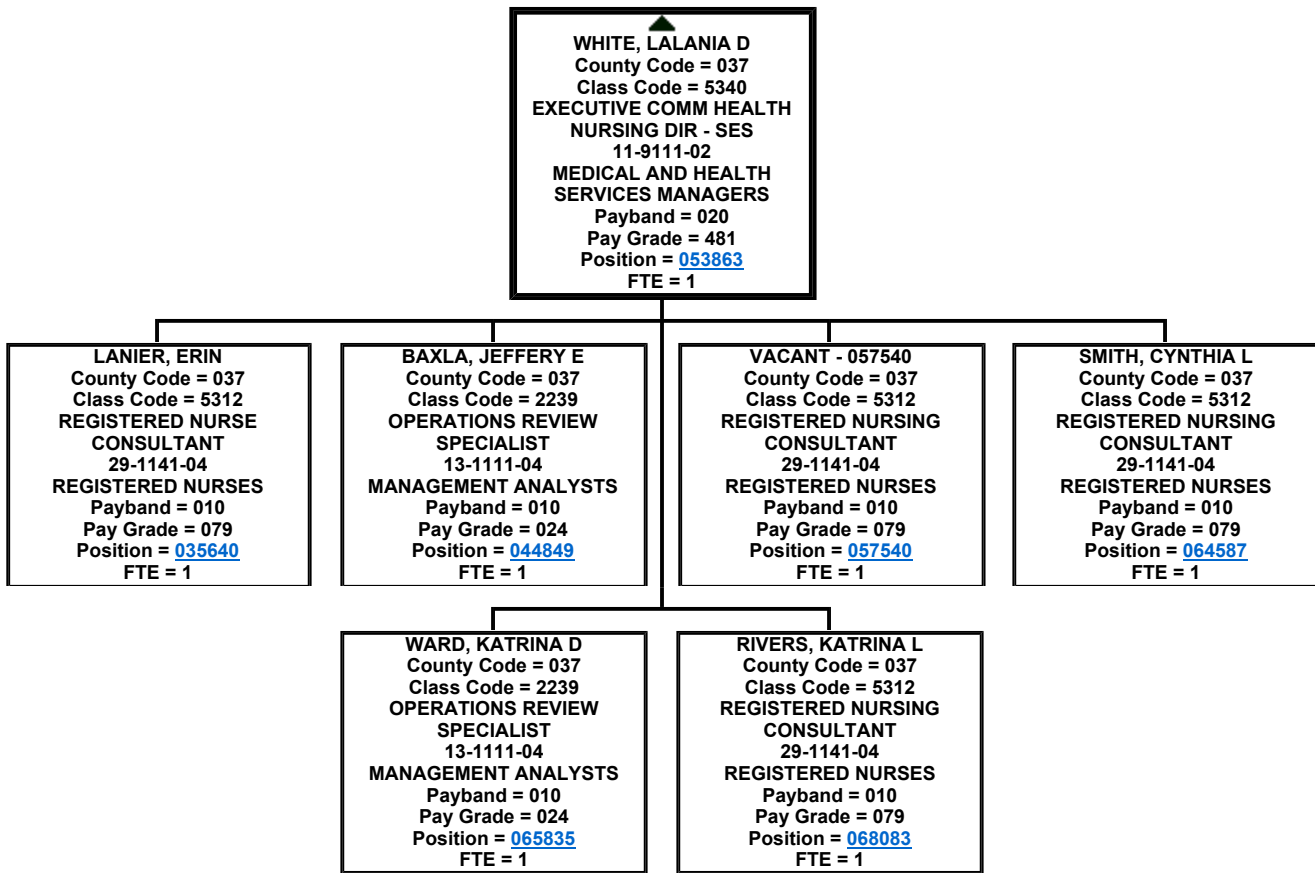 WHITE, LALANIA D
County Code = 037
Class Code = 5340
EXECUTIVE COMM HEALTH
NURSING DIR - SES
11-9111-02
MEDICAL AND HEALTH
SERVICES MANAGERS
Payband = 020
Pay Grade = 481
Position = 053863
FTE = 1
LANIER, ERIN
County Code = 037
Class Code = 5312
REGISTERED NURSE
CONSULTANT
29-1141-04
REGISTERED NURSES
Payband = 010
Pay Grade = 079
Position = 035640
FTE = 1
BAXLA, JEFFERY E
County Code = 037
Class Code = 2239
OPERATIONS REVIEW
SPECIALIST
13-1111-04
MANAGEMENT ANALYSTS
Payband = 010
Pay Grade = 024
Position = 044849
FTE = 1
VACANT - 057540
County Code = 037
Class Code = 5312
REGISTERED NURSING
CONSULTANT
29-1141-04
REGISTERED NURSES
Payband = 010
Pay Grade = 079
Position = 057540
FTE = 1
SMITH, CYNTHIA L
County Code = 037
Class Code = 5312
REGISTERED NURSING
CONSULTANT
29-1141-04
REGISTERED NURSES
Payband = 010
Pay Grade = 079
Position = 064587
FTE = 1
WARD, KATRINA D
County Code = 037
Class Code = 2239
OPERATIONS REVIEW
SPECIALIST
13-1111-04
MANAGEMENT ANALYSTS
Payband = 010
Pay Grade = 024
Position = 065835
FTE = 1
RIVERS, KATRINA L
County Code = 037
Class Code = 5312
REGISTERED NURSING
CONSULTANT
29-1141-04
REGISTERED NURSES
Payband = 010
Pay Grade = 079
Position = 068083
FTE = 1